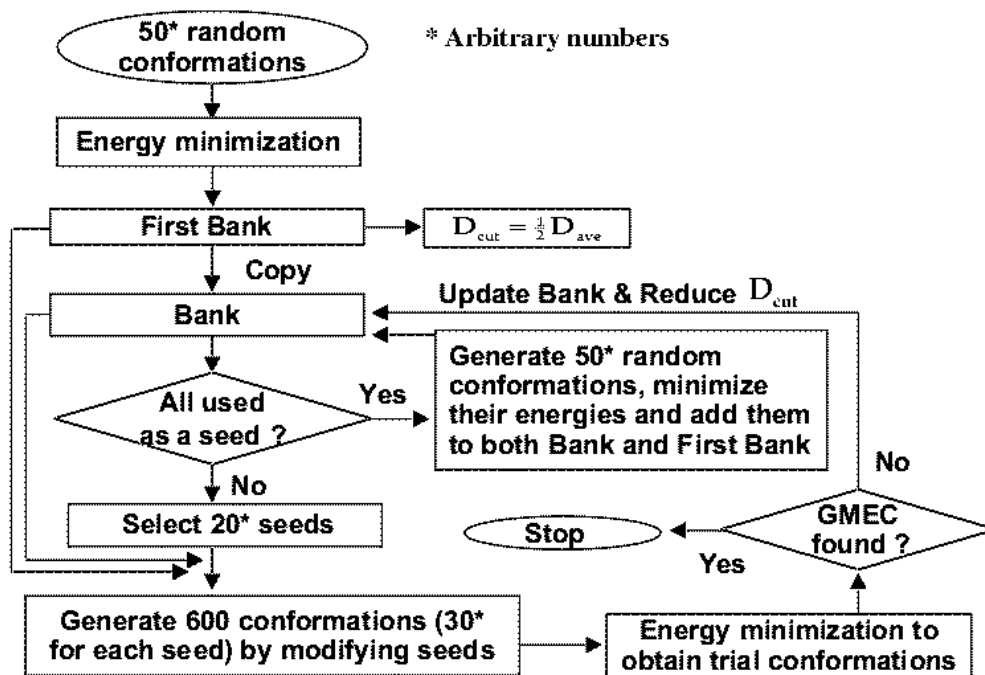 50* random
conformations
* Arbitrary numbers
Energy minimization
First Bank
D_cut = ½ D_ave
Copy
Update Bank & Reduce D_cut
Bank
Generate 50* random
conformations, minimize
their energies and add them
to both Bank and First Bank
Yes
All used
as a seed ?
No
No
Select 20* seeds
Stop
GMEC
found ?
Yes
Generate 600 conformations (30*
for each seed) by modifying seeds
Energy minimization to
obtain trial conformations